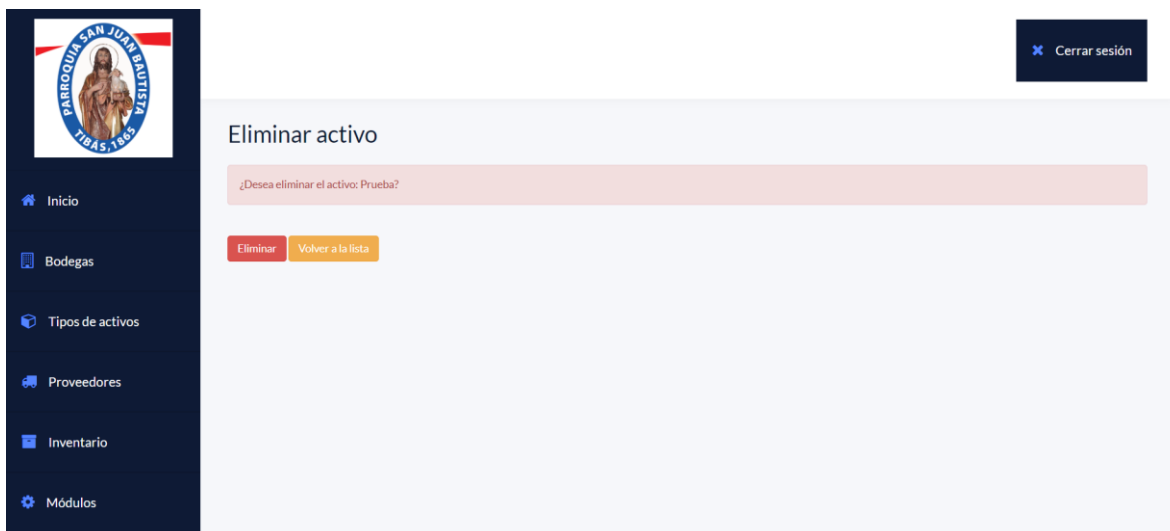 PARROQUIA SAN JUAN BAUTISTA
TIBÁS, 1865
Cerrar sesión
Eliminar activo
¿Desea eliminar el activo: Prueba?
Eliminar
Volver a la lista
Inicio
Bodegas
Tipos de activos
Proveedores
Inventario
Módulos